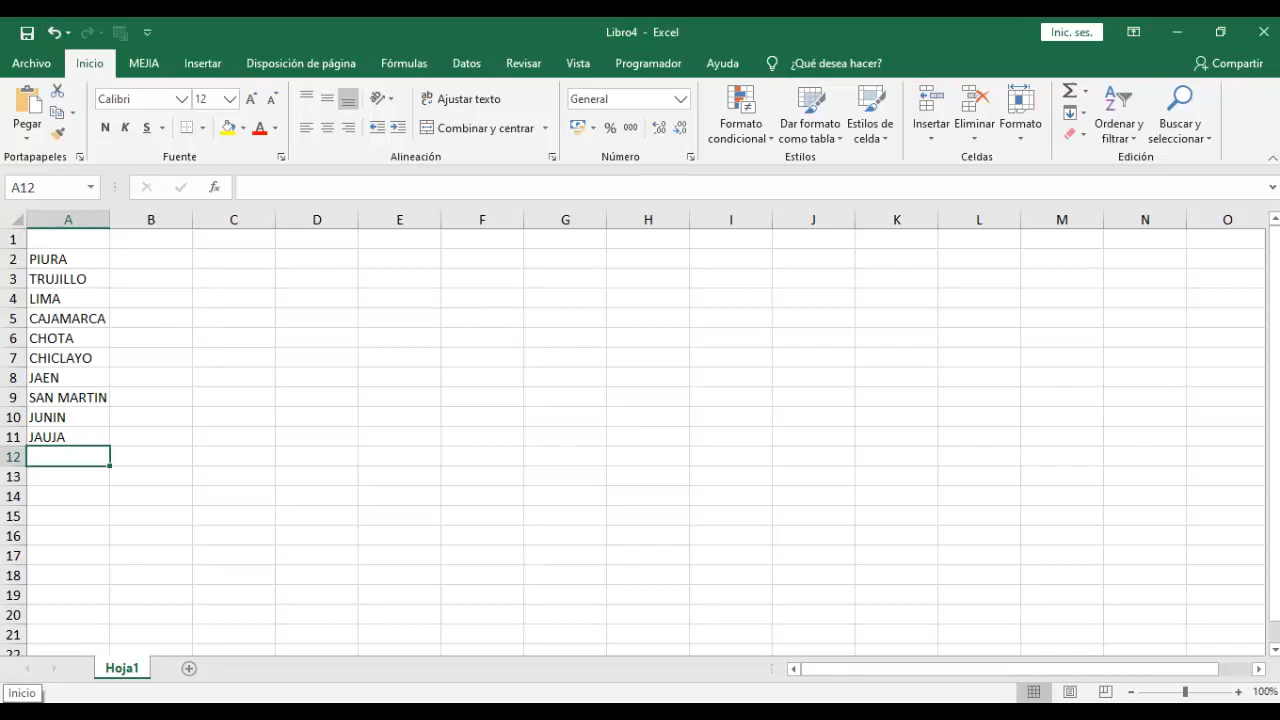 Libro4 - Excel
Inic. ses.
Archivo Inicio MEJIA Insertar Disposición de página Fórmulas Datos Revisar Vista Programador Ayuda ¿Qué desea hacer? Compartir
Pegar
Portapapeles
Calibri 12
N K S
Fuente
Ajustar texto
Combinar y centrar
Alineación
General
% 000
Número
Formato condicional
Dar formato como tabla
Estilos de celda
Estilos
Insertar Eliminar Formato
Celdas
Ordenar y filtrar
Buscar y seleccionar
Edición
A12 fx
A B C D E F G H I J K L M N O
1
2 PIURA
3 TRUJILLO
4 LIMA
5 CAJAMARCA
6 CHOTA
7 CHICLAYO
8 JAEN
9 SAN MARTIN
10 JUNIN
11 JAUJA
12
13
14
15
16
17
18
19
20
21
22
Hoja1
Inicio
100%